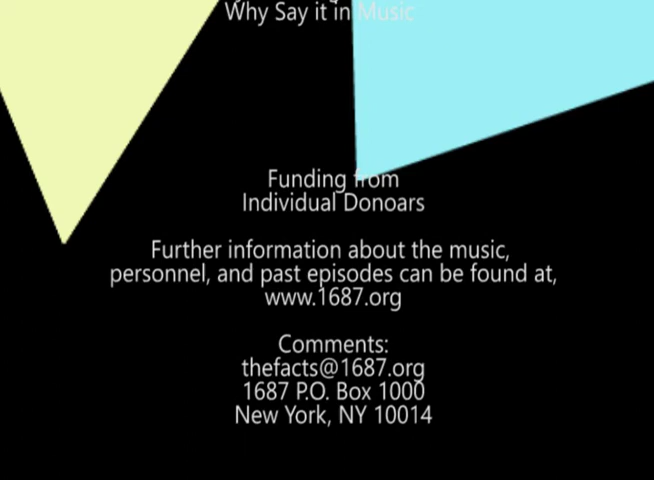 Why Say it in Music
Funding from
Individual Donoars
Further information about the music,
personnel, and past episodes can be found at,
www.1687.org
Comments:
thefacts@1687.org
1687 P.O. Box 1000
New York, NY 10014